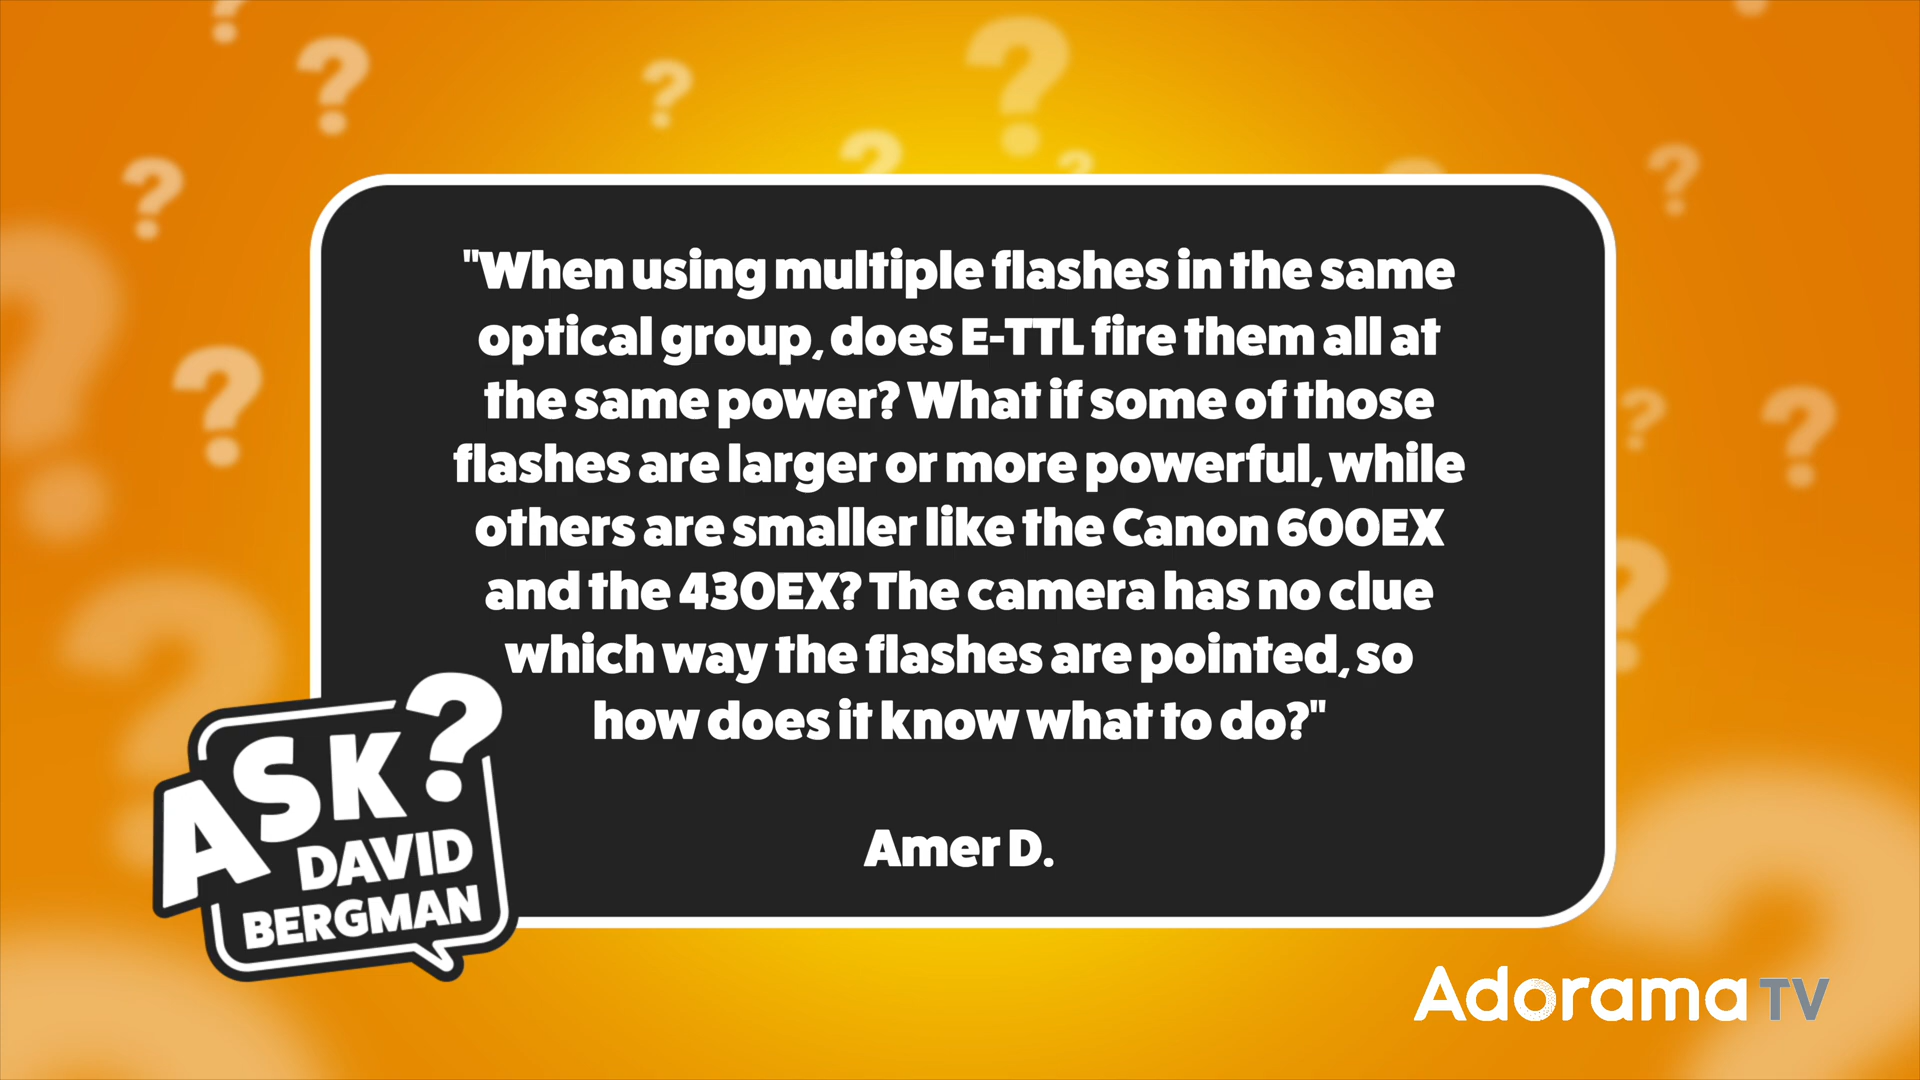 "When using multiple flashes in the same
optical group, does E-TTL fire them all at
the same power? What if some of those
flashes are larger or more powerful, while
others are smaller like the Canon 600EX
and the 430EX? The camera has no clue
which way the flashes are pointed, so
how does it know what to do?"
Amer D.
ASK?
DAVID
BERGMAN
Adorama TV